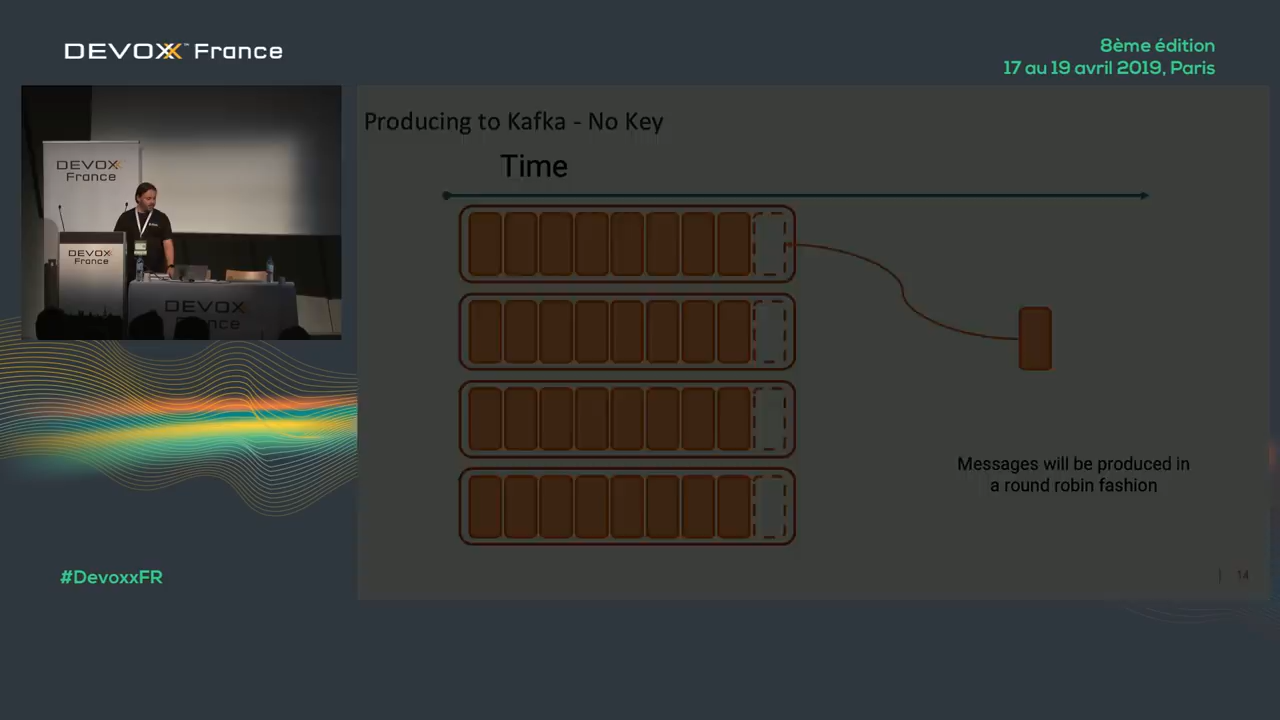 DEVOXX™ France
8ème édition
17 au 19 avril 2019, Paris
DEVOXX
France
DEVOXX
France
DEVOXX
Producing to Kafka - No Key
Time
Messages will be produced in
a round robin fashion
14
#DevoxxFR